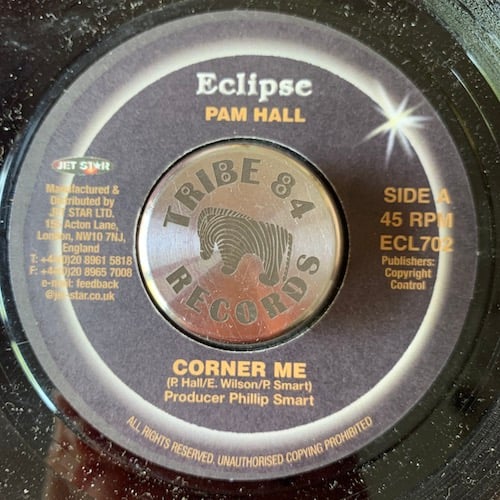 Eclipse
PAM HALL
JET STAR
Manufactured &
Distributed by
JET STAR LTD.
155 Acton Lane,
London, NW10 7NJ,
England
T: +44(0)20 8961 5818
F: +44(0)20 8965 7008
e-mail: feedback
@jet-star.co.uk
TRIBE 84
RECORDS
SIDE A
45 RPM
ECL702
Publishers:
Copyright
Control
CORNER ME
(P. Hall/E. Wilson/P. Smart)
Producer Phillip Smart
ALL RIGHTS RESERVED. UNAUTHORISED COPYING PROHIBITED